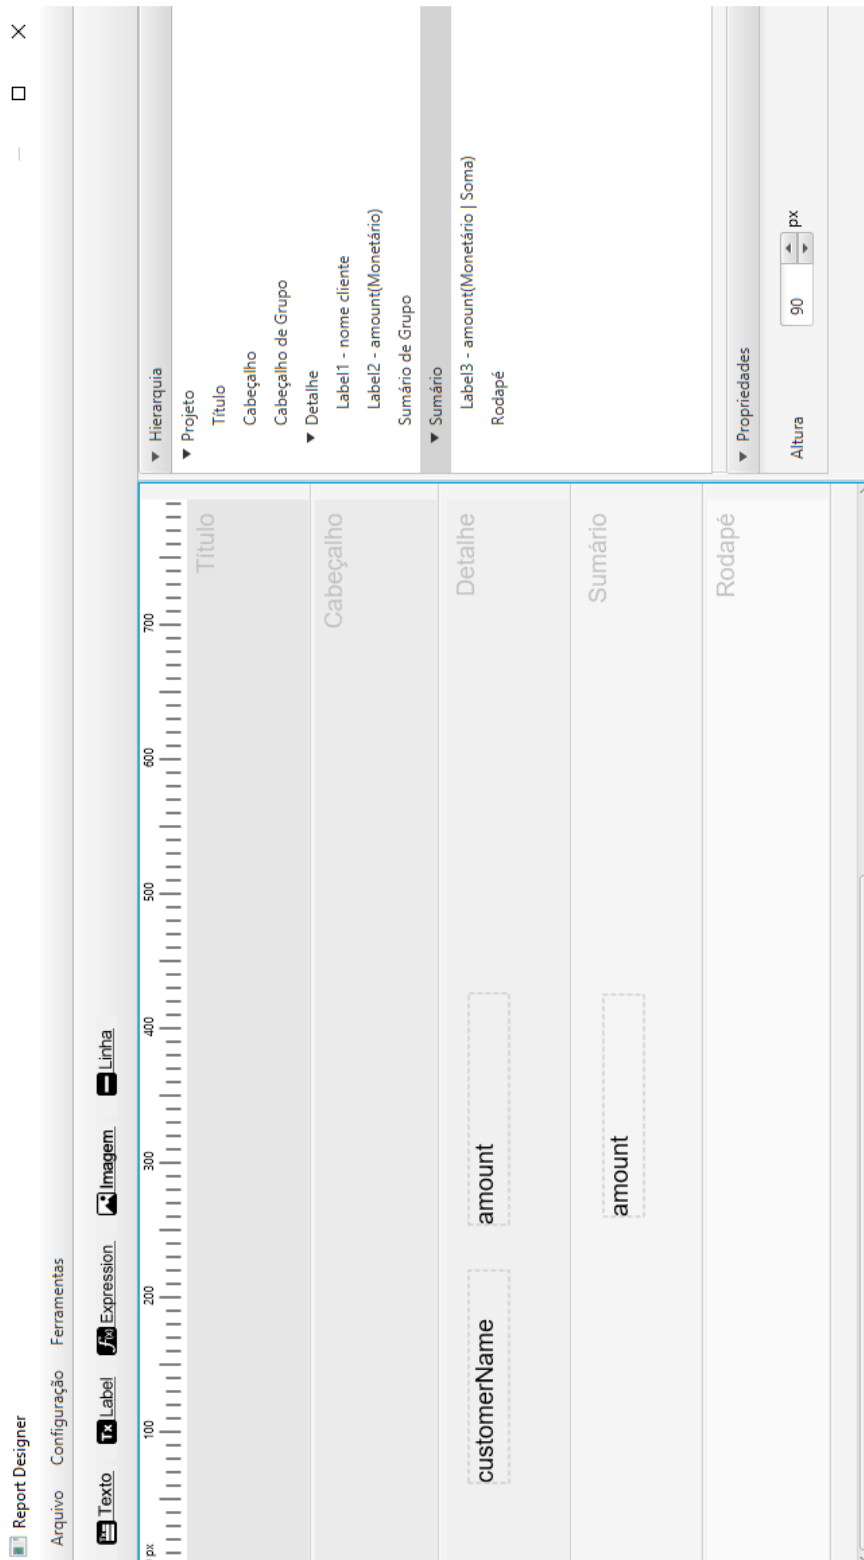 Report Designer
Arquivo Configuração Ferramentas
Texto Label Expression Imagem Linha
px 100 200 300 400 500 600 700
Título
Cabeçalho
customerName amount Detalhe
amount Sumário
Rodapé
Hierarquia
Projeto
Título
Cabeçalho
Cabeçalho de Grupo
Detalhe
Label1 - nome cliente
Label2 - amount(Monetário)
Sumário de Grupo
Sumário
Label3 - amount(Monetário | Soma)
Rodapé
Propriedades
Altura 90 px